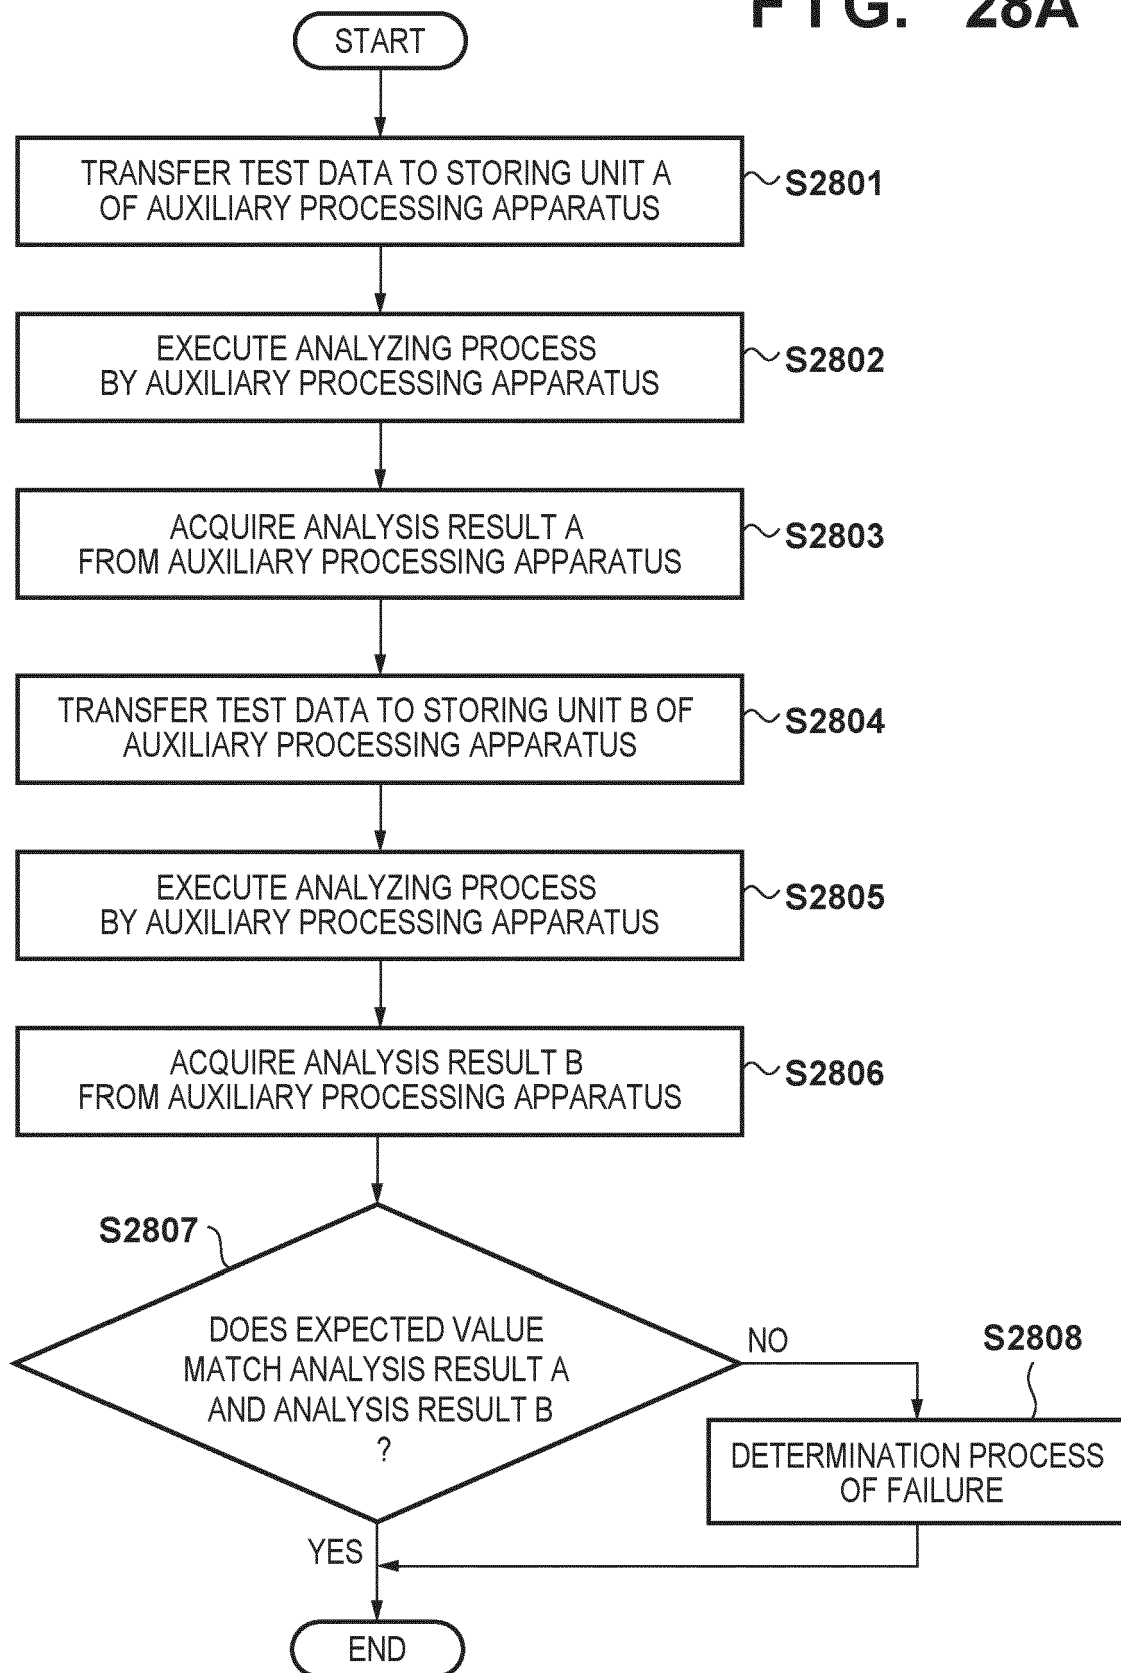 FIG. 28A
START
TRANSFER TEST DATA TO STORING UNIT A
OF AUXILIARY PROCESSING APPARATUS
S2801
EXECUTE ANALYZING PROCESS
BY AUXILIARY PROCESSING APPARATUS
S2802
ACQUIRE ANALYSIS RESULT A
FROM AUXILIARY PROCESSING APPARATUS
S2803
TRANSFER TEST DATA TO STORING UNIT B OF
AUXILIARY PROCESSING APPARATUS
S2804
EXECUTE ANALYZING PROCESS
BY AUXILIARY PROCESSING APPARATUS
S2805
ACQUIRE ANALYSIS RESULT B
FROM AUXILIARY PROCESSING APPARATUS
S2806
S2807
DOES EXPECTED VALUE
MATCH ANALYSIS RESULT A
AND ANALYSIS RESULT B
?
NO
S2808
DETERMINATION PROCESS
OF FAILURE
YES
END